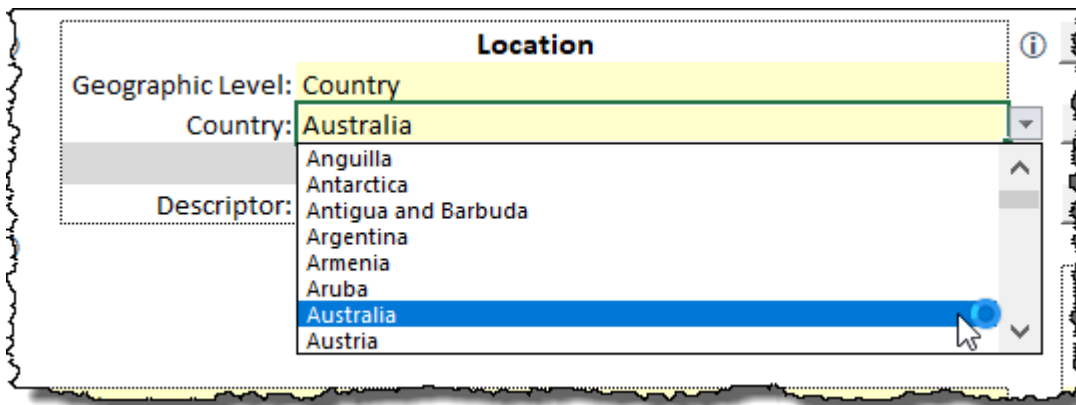 Location
Geographic Level: Country
Country: Australia
Anguilla
Antarctica
Antigua and Barbuda
Argentina
Armenia
Aruba
Australia
Austria
Descriptor: